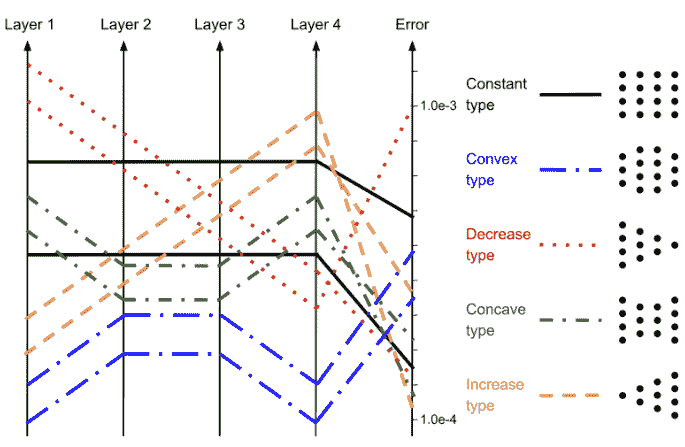 Layer 1 Layer 2 Layer 3 Layer 4 Error
1.0e-3
1.0e-4
Constant
type
Convex
type
Decrease
type
Concave
type
Increase
type